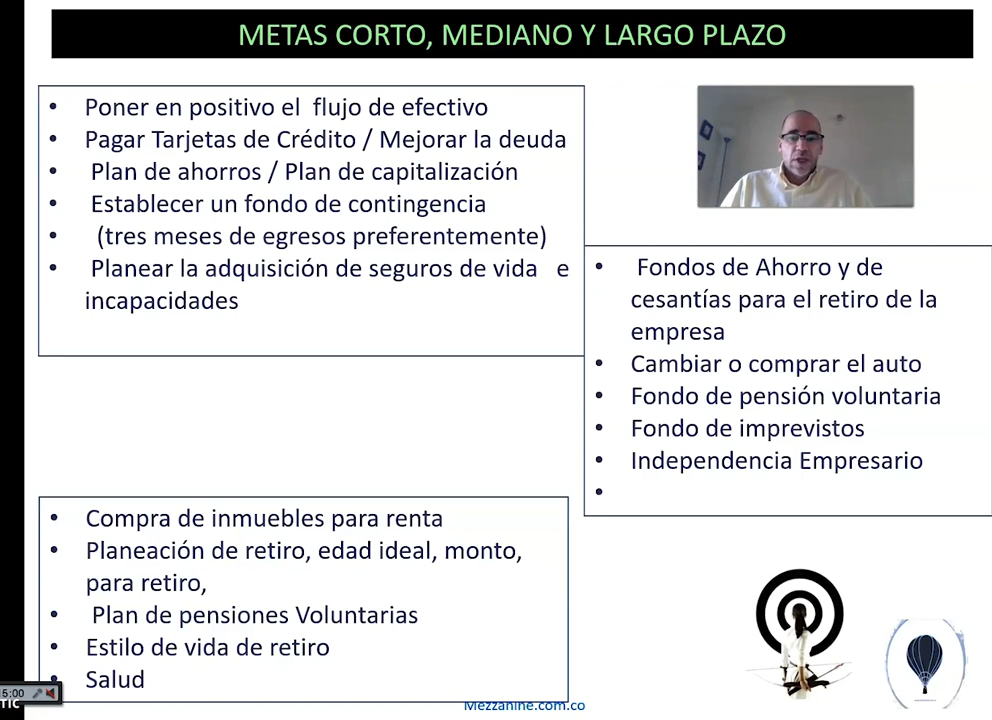 METAS CORTO, MEDIANO Y LARGO PLAZO
• Poner en positivo el flujo de efectivo
• Pagar Tarjetas de Crédito / Mejorar la deuda
• Plan de ahorros / Plan de capitalización
• Establecer un fondo de contingencia
• (tres meses de egresos preferentemente)
• Planear la adquisición de seguros de vida e
incapacidades
• Fondos de Ahorro y de
cesantías para el retiro de la
empresa
• Cambiar o comprar el auto
• Fondo de pensión voluntaria
• Fondo de imprevistos
• Independencia Empresario
•
• Compra de inmuebles para renta
• Planeación de retiro, edad ideal, monto,
para retiro,
• Plan de pensiones Voluntarias
• Estilo de vida de retiro
• Salud
5:00
TIC
Mezzanine.com.co